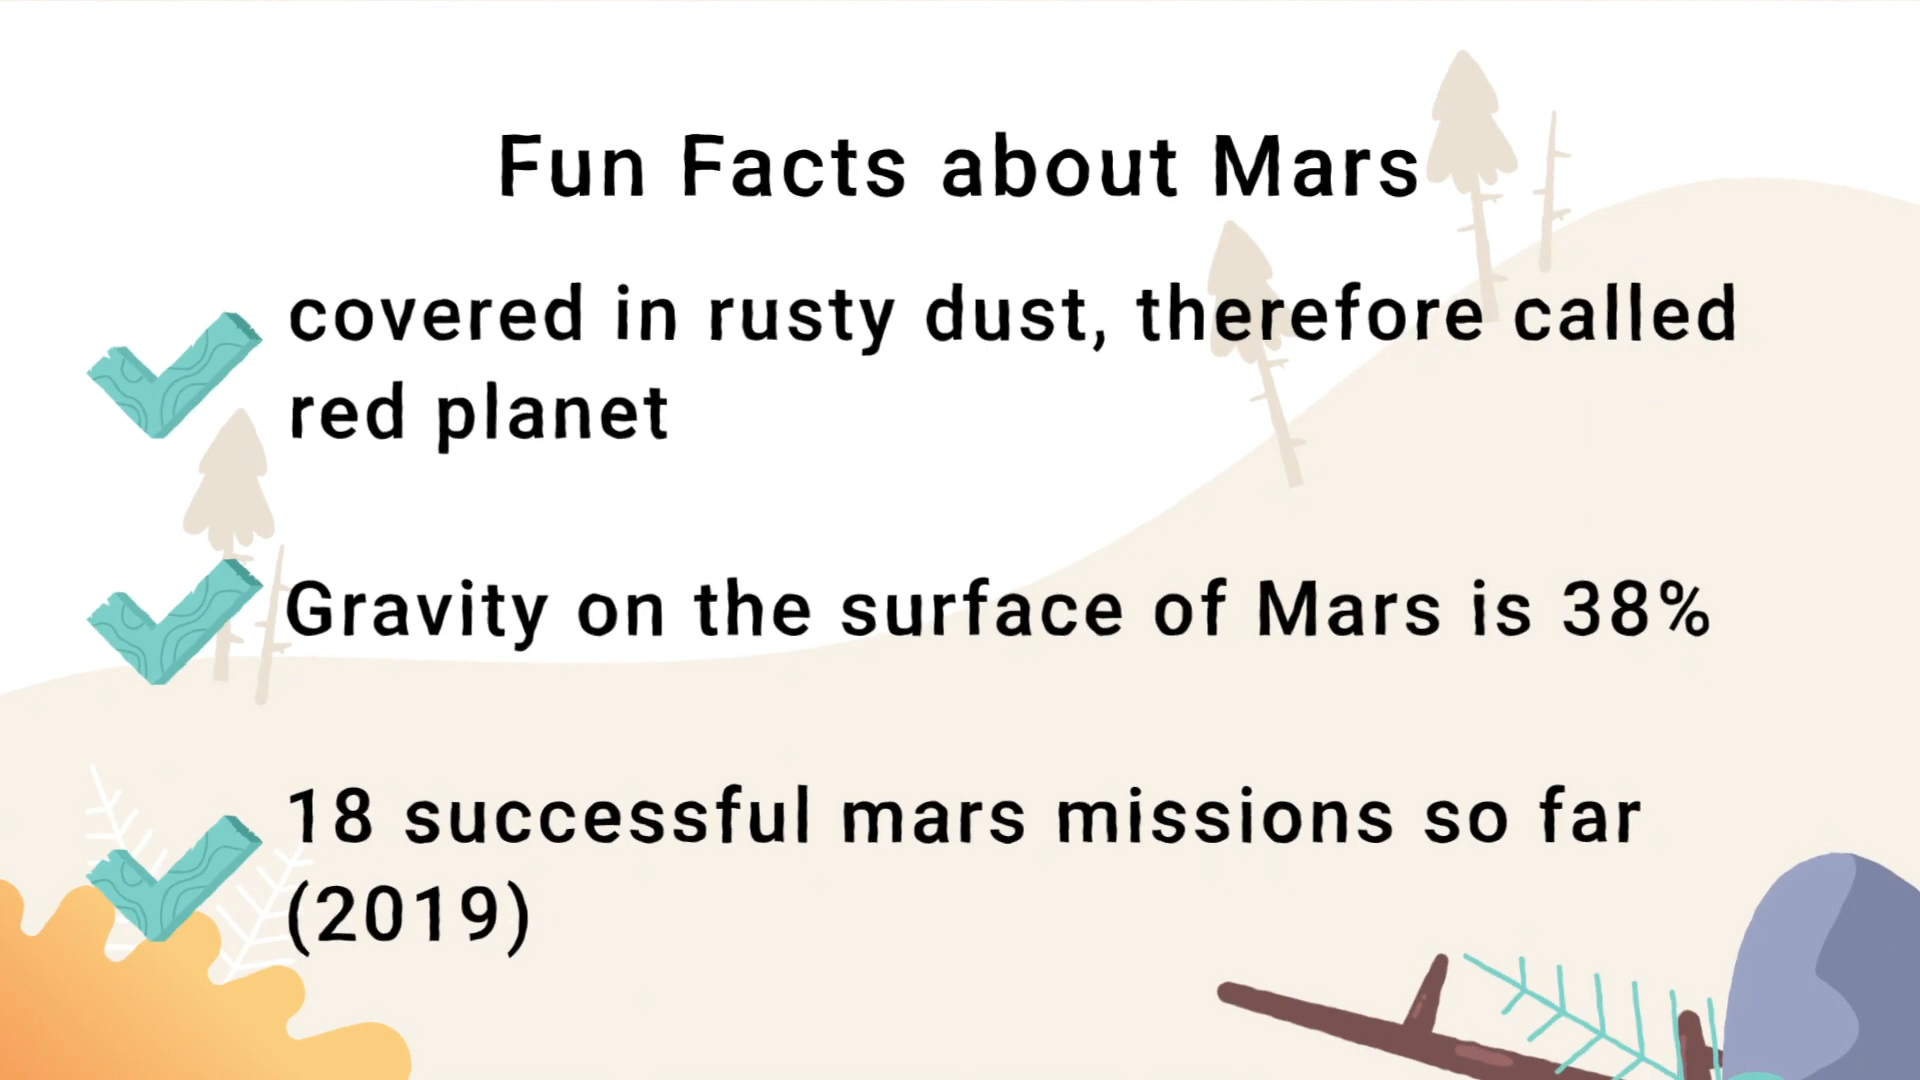 Fun Facts about Mars
covered in rusty dust, therefore called
red planet
Gravity on the surface of Mars is 38%
18 successful mars missions so far
(2019)